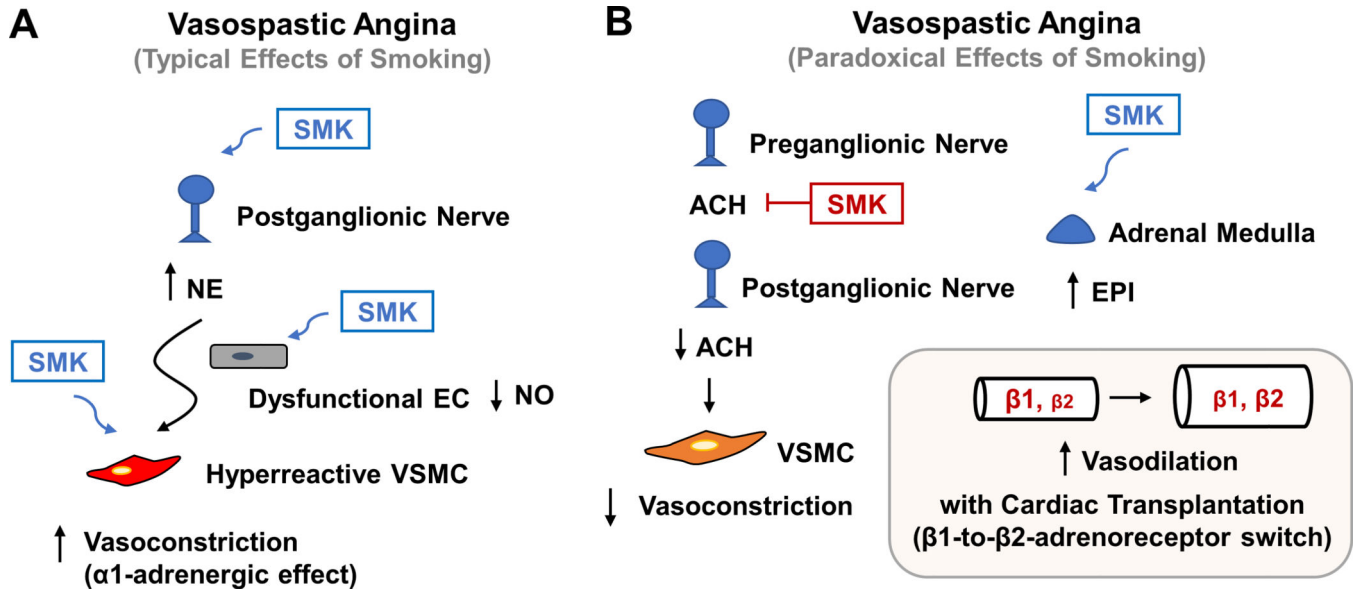 A
Vasospastic Angina
(Typical Effects of Smoking)
SMK
Postganglionic Nerve
NE
SMK
SMK
Dysfunctional EC ↓ NO
Hyperreactive VSMC
Vasoconstriction
(α1-adrenergic effect)
B
Vasospastic Angina
(Paradoxical Effects of Smoking)
SMK
Preganglionic Nerve
ACH
SMK
Adrenal Medulla
Postganglionic Nerve
EPI
ACH
VSMC
Vasoconstriction
β1, β2
β1, β2
Vasodilation
with Cardiac Transplantation
(β1-to-β2-adrenoreceptor switch)